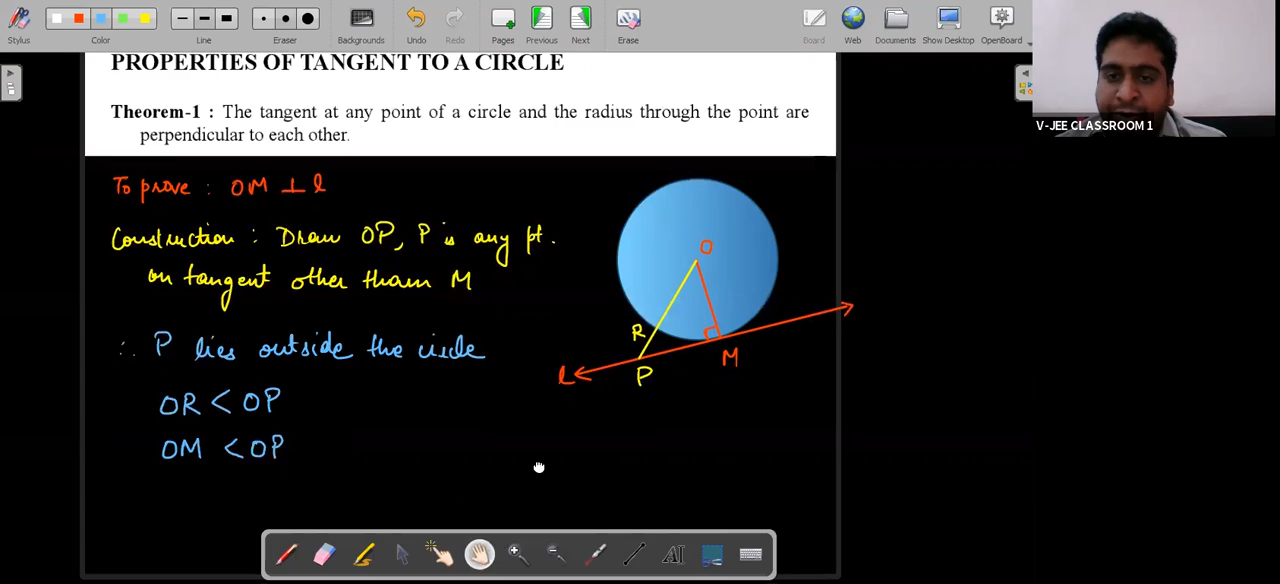 Stylus Color Line Eraser Backgrounds Undo Redo Pages Previous Next Erase Board Web Documents Show Desktop OpenBoard
V-JEE CLASSROOM 1
PROPERTIES OF TANGENT TO A CIRCLE
Theorem-1 : The tangent at any point of a circle and the radius through the point are
perpendicular to each other.
To prove : OM ⊥ l
Construction : Draw OP, P is any pt.
on tangent other tham M
∴ P lies outside the circle
OR < OP
OM < OP
O
R
M
l
P
AI